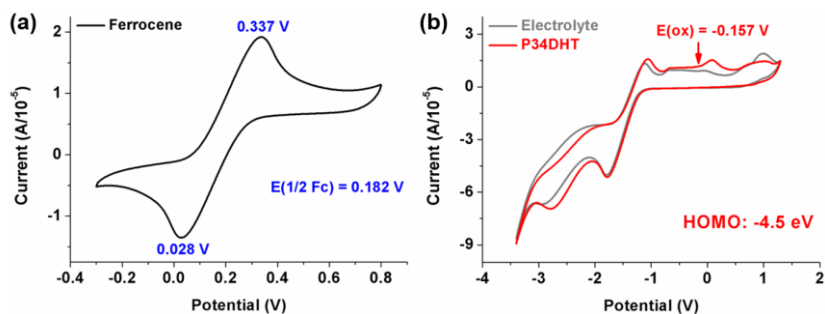 (a)
Ferrocene
0.337 V
2
1
0
-1
E(1/2 Fc) = 0.182 V
0.028 V
-0.4 -0.2 0.0 0.2 0.4 0.6 0.8
Potential (V)
Current (A/10⁻⁵)
(b)
Electrolyte
P34DHT
E(ox) = -0.157 V
3
0
-3
-6
-9
HOMO: -4.5 eV
-4 -3 -2 -1 0 1 2
Potential (V)
Current (A/10⁻⁵)